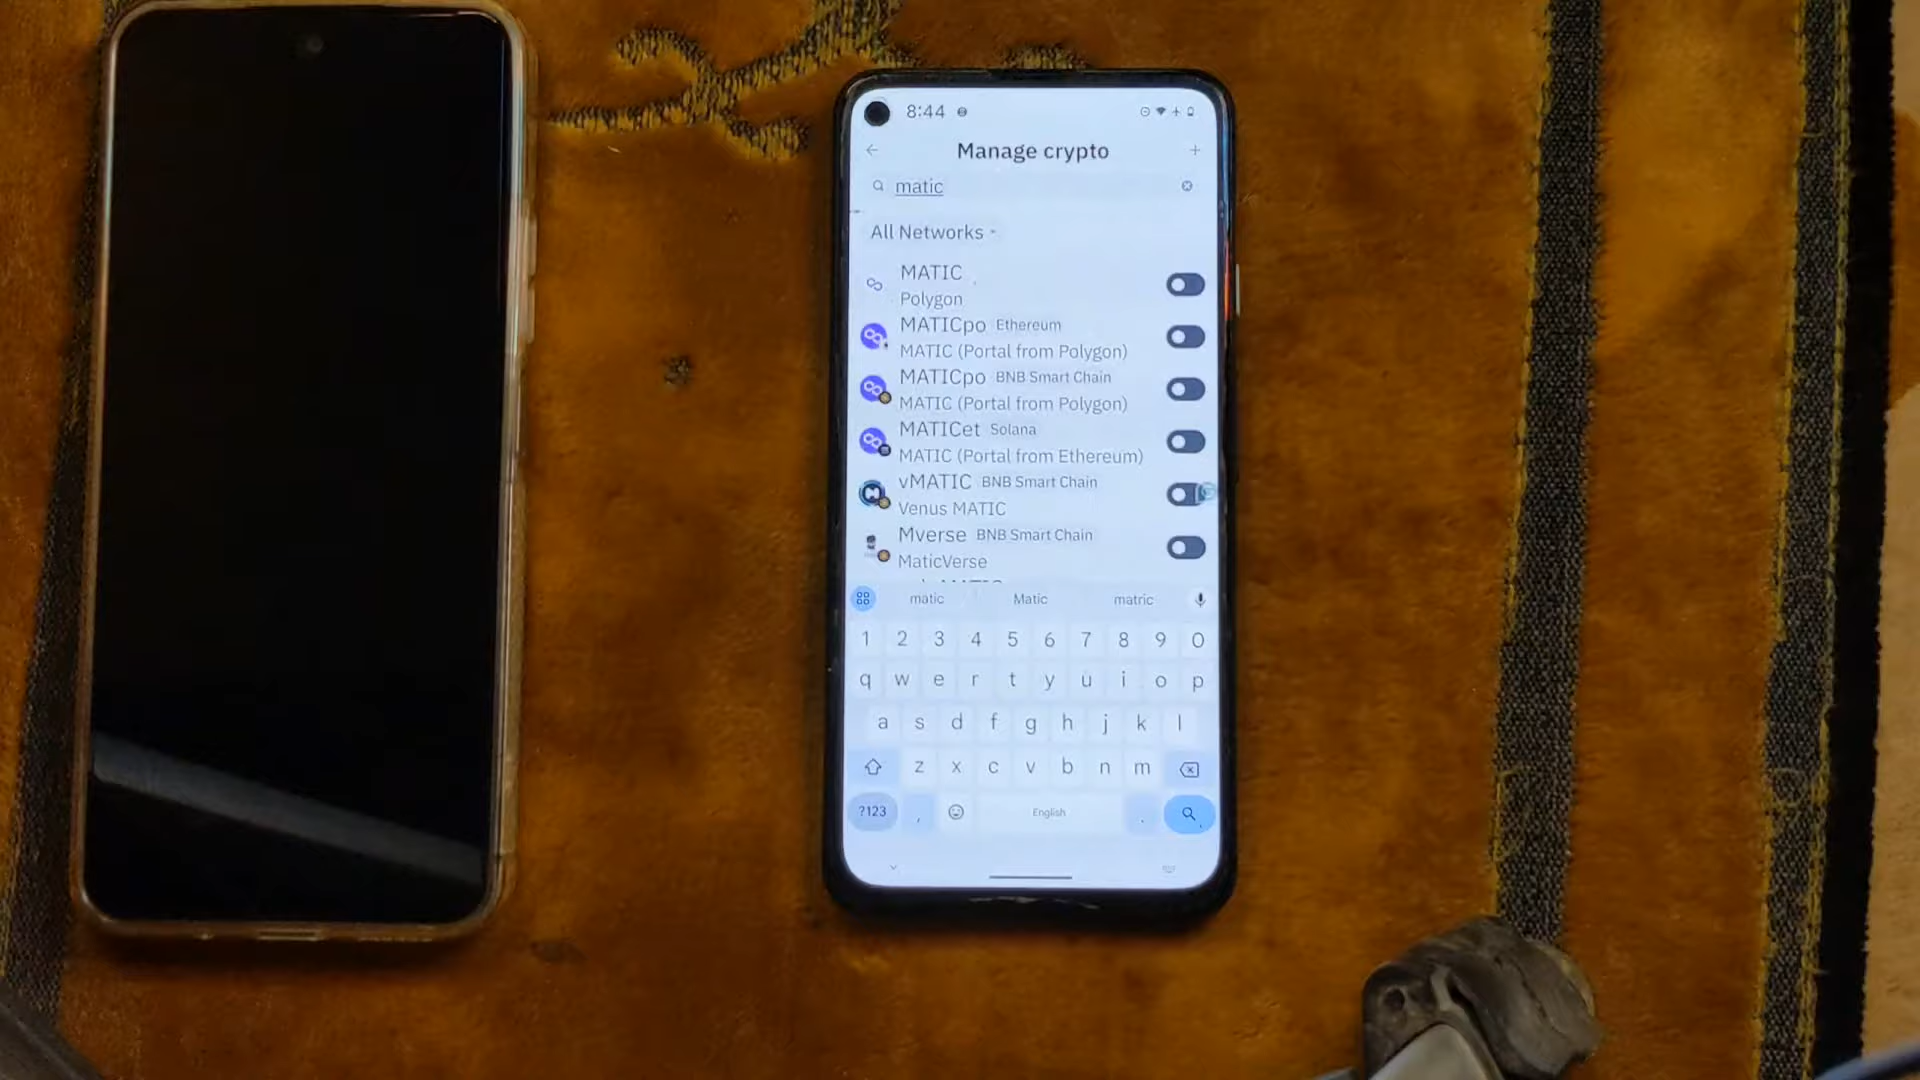 8:44
Manage crypto
matic
All Networks
MATIC
Polygon
MATICpo Ethereum
MATIC (Portal from Polygon)
MATICpo BNB Smart Chain
MATIC (Portal from Polygon)
MATICet Solana
MATIC (Portal from Ethereum)
vMATIC BNB Smart Chain
Venus MATIC
Mverse BNB Smart Chain
MaticVerse
matic Matic matric
1 2 3 4 5 6 7 8 9 0
q w e r t y u i o p
a s d f g h j k l
z x c v b n m
?123 , English .